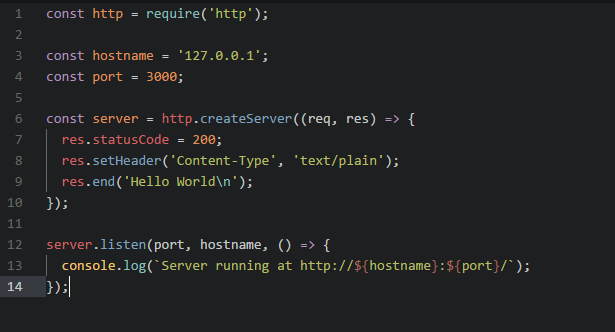 1 const http = require('http');
2
3 const hostname = '127.0.0.1';
4 const port = 3000;
5
6 const server = http.createServer((req, res) => {
7   res.statusCode = 200;
8   res.setHeader('Content-Type', 'text/plain');
9   res.end('Hello World\n');
10 });
11
12 server.listen(port, hostname, () => {
13   console.log(`Server running at http://${hostname}:${port}/`);
14 });